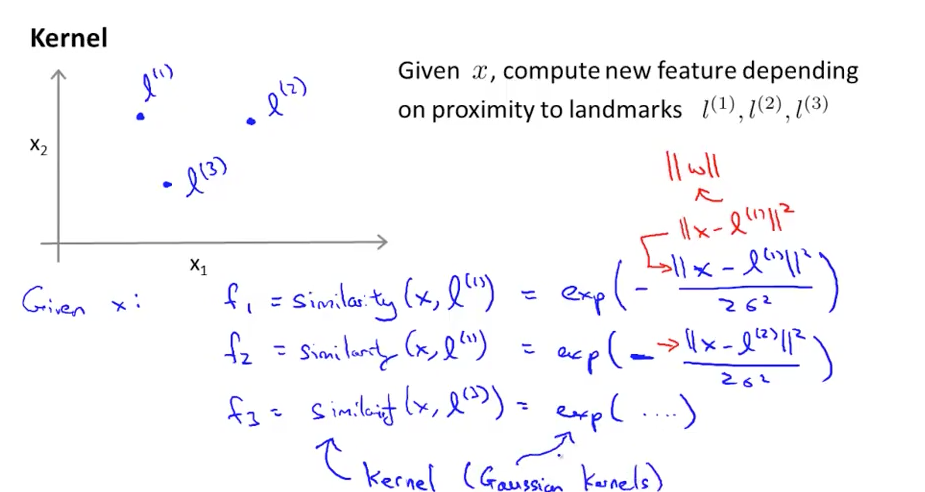 Kernel
l^(1)
l^(2)
x₂
l^(3)
x₁
Given x, compute new feature depending
on proximity to landmarks l^(1), l^(2), l^(3)
||w||
||x - l^(1)||²
Given x: f₁ = similarity(x, l^(1)) = exp(- ||x - l^(1)||² / 2σ²)
f₂ = similarity(x, l^(1)) = exp(- ||x - l^(2)||² / 2σ²)
f₃ = similarity(x, l^(3)) = exp(....)
kernel (Gaussian kernels)